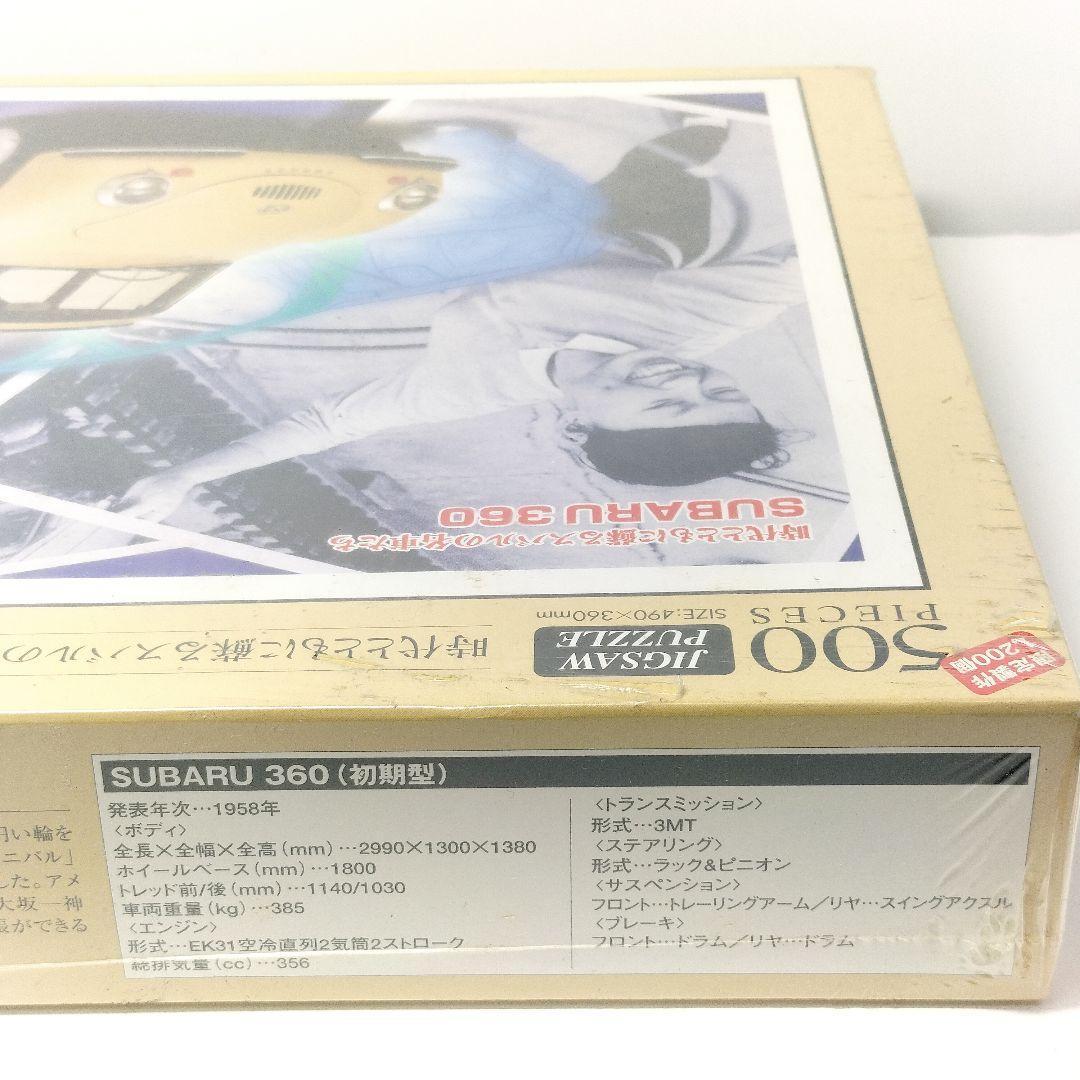 時代とともに蘇るスバルの名車たち
SUBARU 360
500
PIECES
SIZE:490×360mm
JIGSAW
PUZZLE
時代とともに蘇るスバルの
限定製作
1,200個
SUBARU 360（初期型）
発表年次…1958年
〈ボディ〉
全長×全幅×全高（mm）…2990×1300×1380
ホイールベース（mm）…1800
トレッド前/後（mm）…1140/1030
車両重量（kg）…385
〈エンジン〉
形式…EK31空冷直列2気筒2ストローク
総排気量（cc）…356
〈トランスミッション〉
形式…3MT
〈ステアリング〉
形式…ラック&ピニオン
〈サスペンション〉
フロント…トレーリングアーム／リヤ…スイングアクスル
〈ブレーキ〉
フロント…ドラム／リヤ…ドラム
い輪を
ニバル」
した。アメ
大坂一神
長ができる